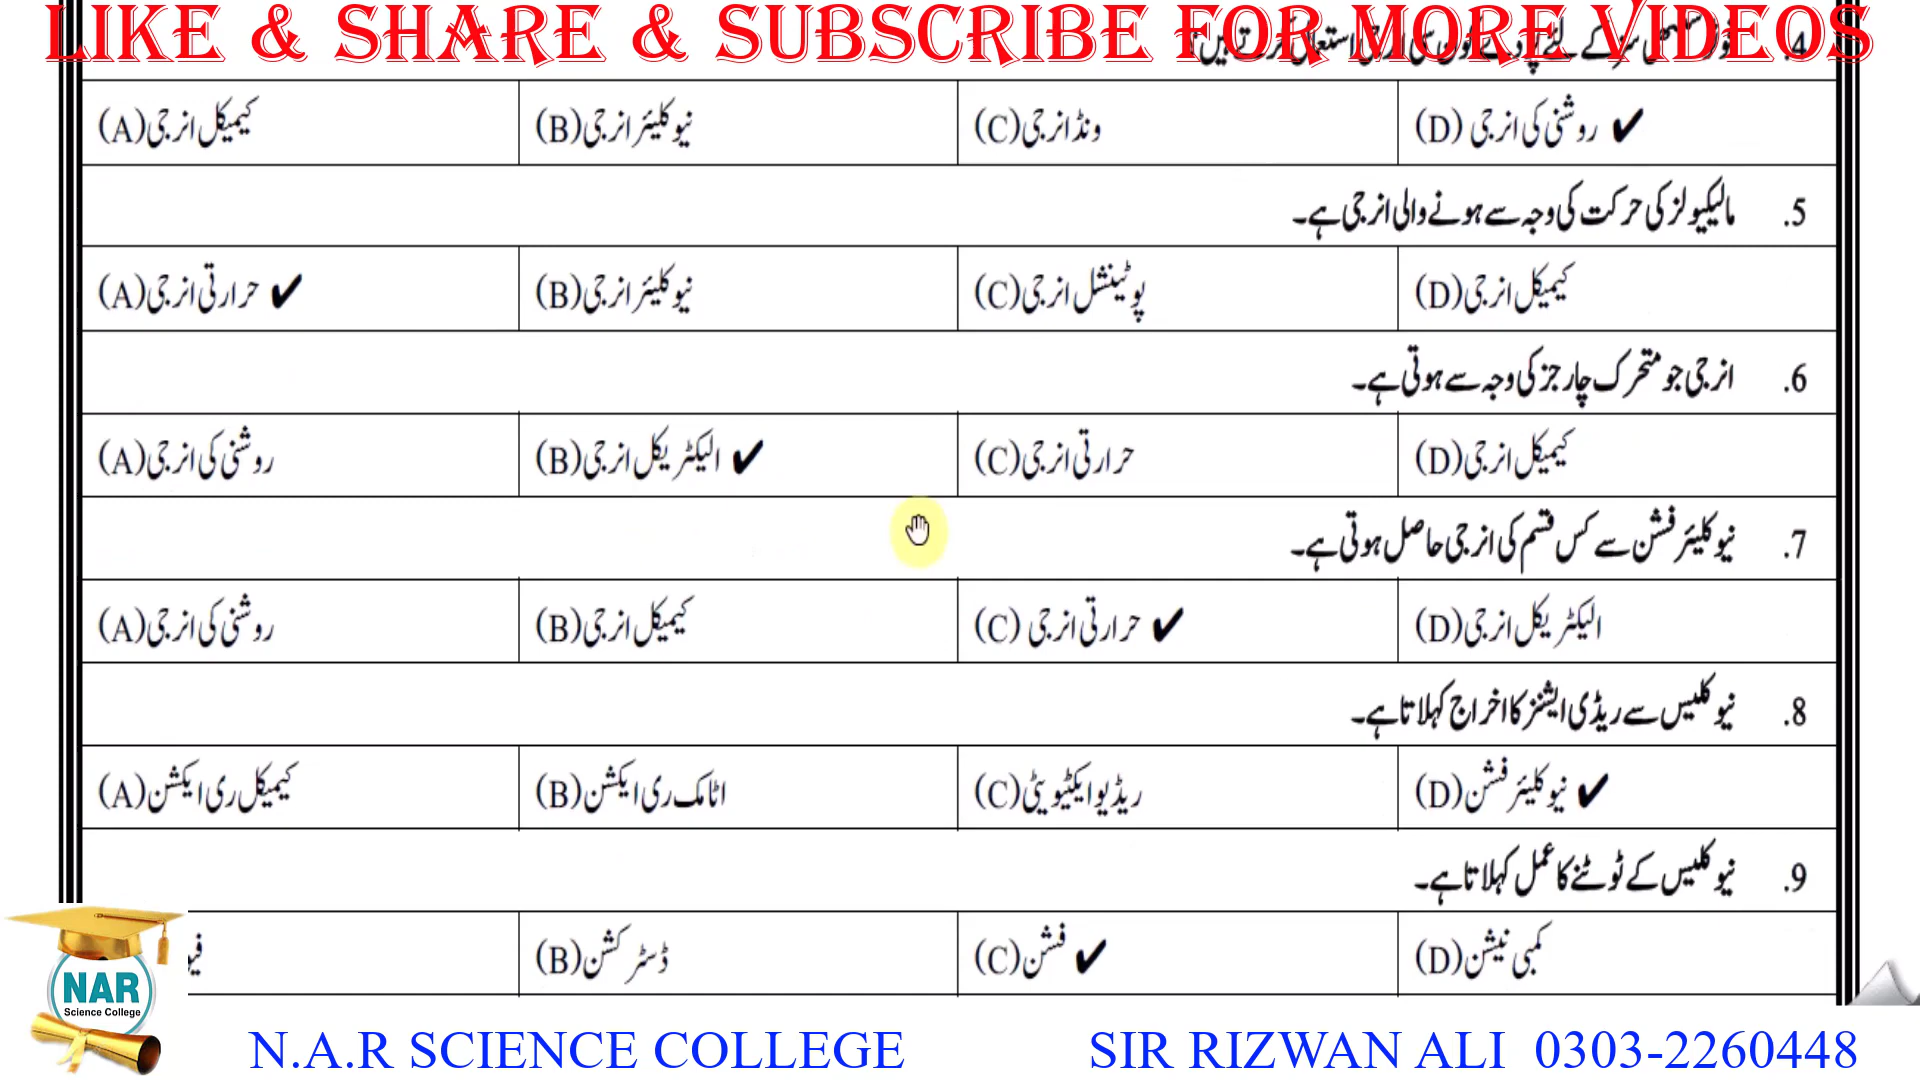 LIKE & SHARE & SUBSCRIBE FOR MORE VIDEOS
4.
(A) کیمیکل انرجی (B) نیوکلیئر انرجی (C) ونڈ انرجی (D) روشنی کی انرجی ✔
5. مالیکیولز کی حرکت کی وجہ سے ہونے والی انرجی ہے۔
(A) حرارتی انرجی ✔ (B) نیوکلیئر انرجی (C) پوٹینشل انرجی (D) کیمیکل انرجی
6. انرجی جو متحرک چارجز کی وجہ سے ہوتی ہے۔
(A) روشنی کی انرجی (B) الیکٹریکل انرجی ✔ (C) حرارتی انرجی (D) کیمیکل انرجی
7. نیوکلیئر فشن سے کس قسم کی انرجی حاصل ہوتی ہے۔
(A) روشنی کی انرجی (B) کیمیکل انرجی (C) حرارتی انرجی ✔ (D) الیکٹریکل انرجی
8. نیوکلیس سے ریڈی ایشنز کا اخراج کہلاتا ہے۔
(A) کیمیکل ری ایکشن (B) اٹامک ری ایکشن (C) ریڈیو ایکٹیویٹی (D) نیوکلیئر فشن ✔
9. نیوکلیس کے ٹوٹنے کا عمل کہلاتا ہے۔
(B) ڈسٹرکشن (C) فشن ✔ (D) کمبی نیشن
NAR
Science College
N.A.R SCIENCE COLLEGE SIR RIZWAN ALI 0303-2260448